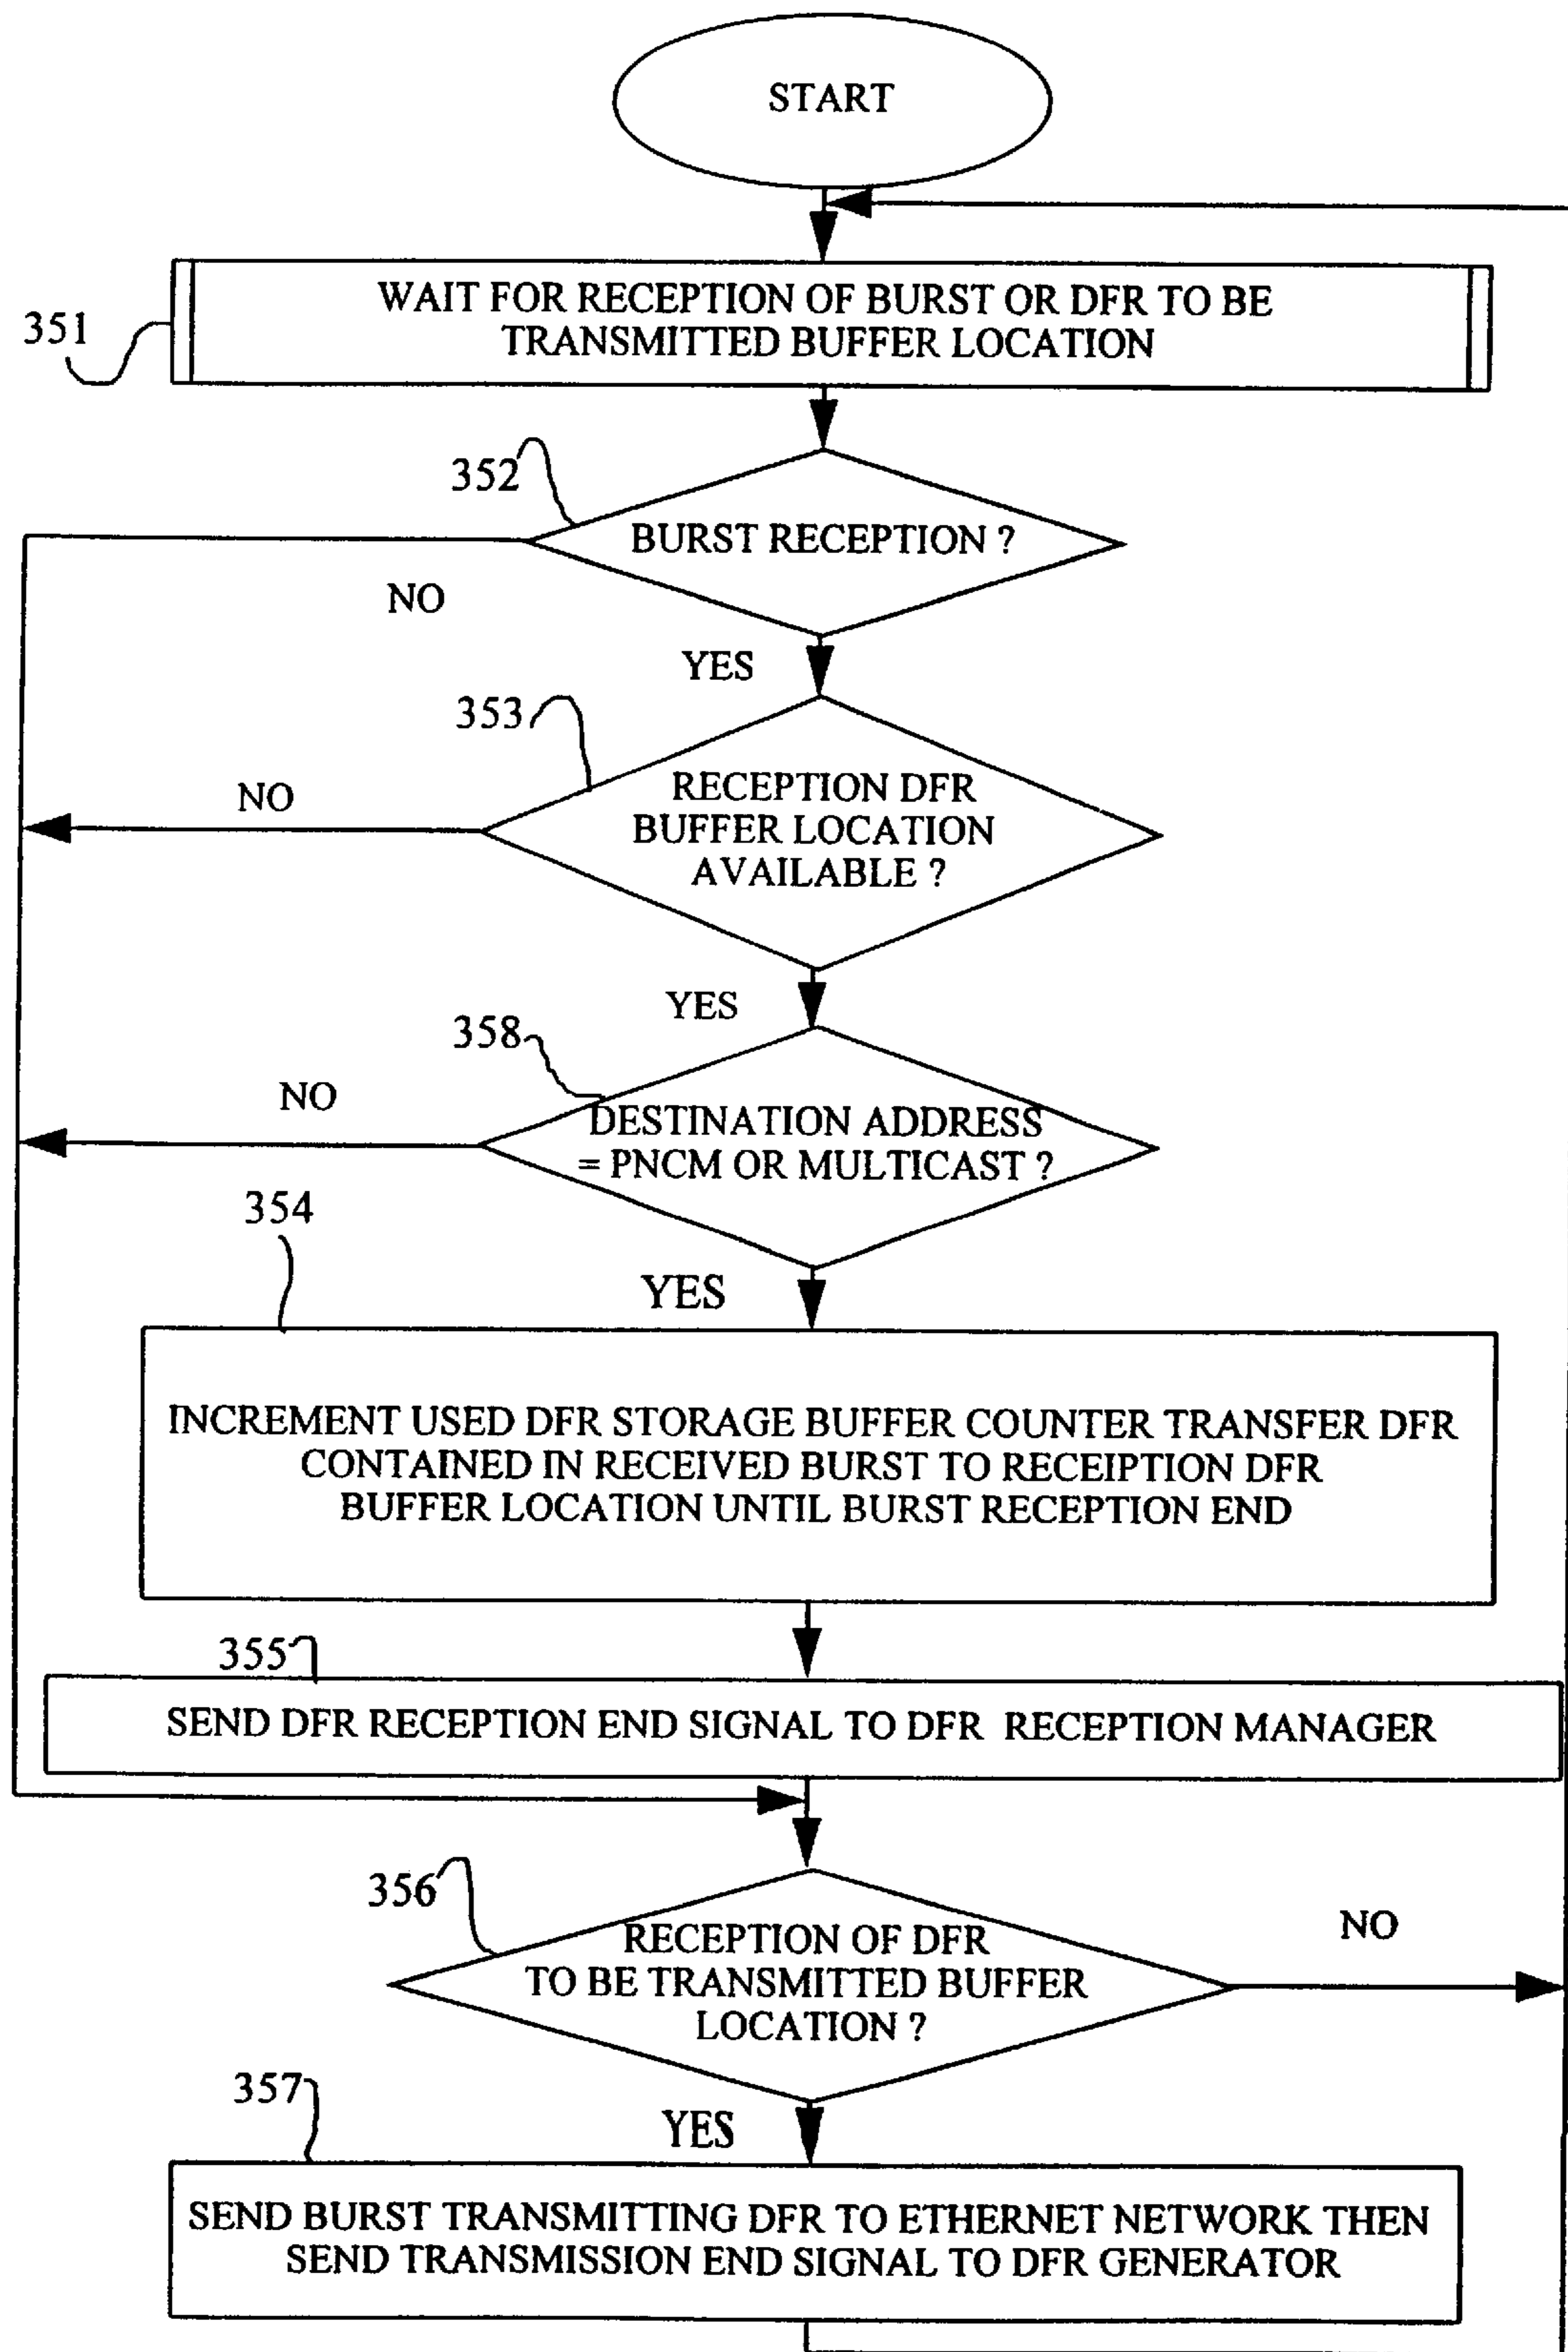 START
WAIT FOR RECEPTION OF BURST OR DFR TO BE
TRANSMITTED BUFFER LOCATION
351
352
BURST RECEPTION ?
NO
YES
353
RECEPTION DFR
BUFFER LOCATION
AVAILABLE ?
NO
YES
358
DESTINATION ADDRESS
= PNCM OR MULTICAST ?
NO
354
YES
INCREMENT USED DFR STORAGE BUFFER COUNTER TRANSFER DFR
CONTAINED IN RECEIVED BURST TO RECEIPTION DFR
BUFFER LOCATION UNTIL BURST RECEPTION END
355
SEND DFR RECEPTION END SIGNAL TO DFR RECEPTION MANAGER
356
RECEPTION OF DFR
TO BE TRANSMITTED BUFFER
LOCATION ?
NO
357
YES
SEND BURST TRANSMITTING DFR TO ETHERNET NETWORK THEN
SEND TRANSMISSION END SIGNAL TO DFR GENERATOR